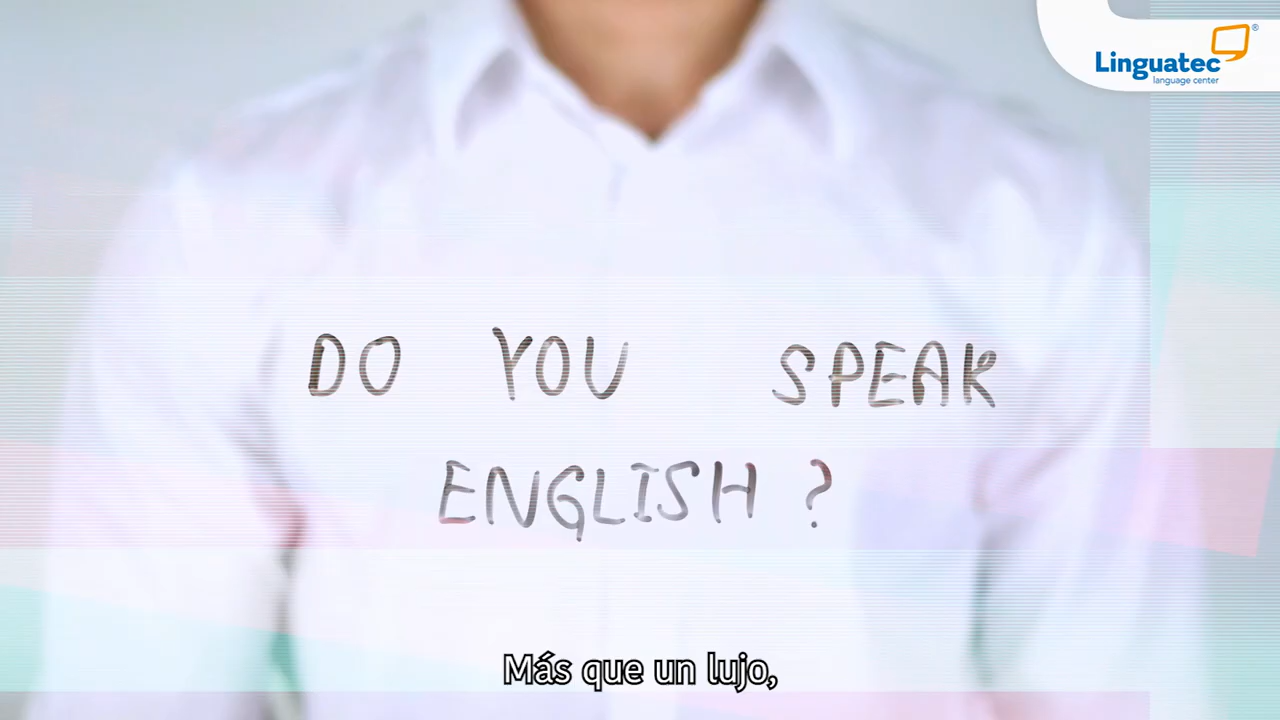 Linguatec®
language center
DO YOU SPEAK
ENGLISH ?
Más que un lujo,